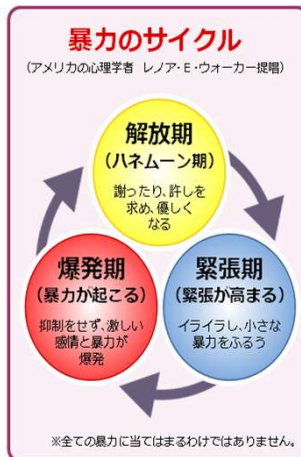 暴力のサイクル
(アメリカの心理学者 レノア・E・ウォーカー提唱)
解放期
(ハネムーン期)
謝ったり、許しを
求め、優しく
なる
爆発期
(暴力が起こる)
抑制をせず、激しい
感情と暴力が
爆発
緊張期
(緊張が高まる)
イライラし、小さな
暴力をふるう
※全ての暴力に当てはまるわけではありません。